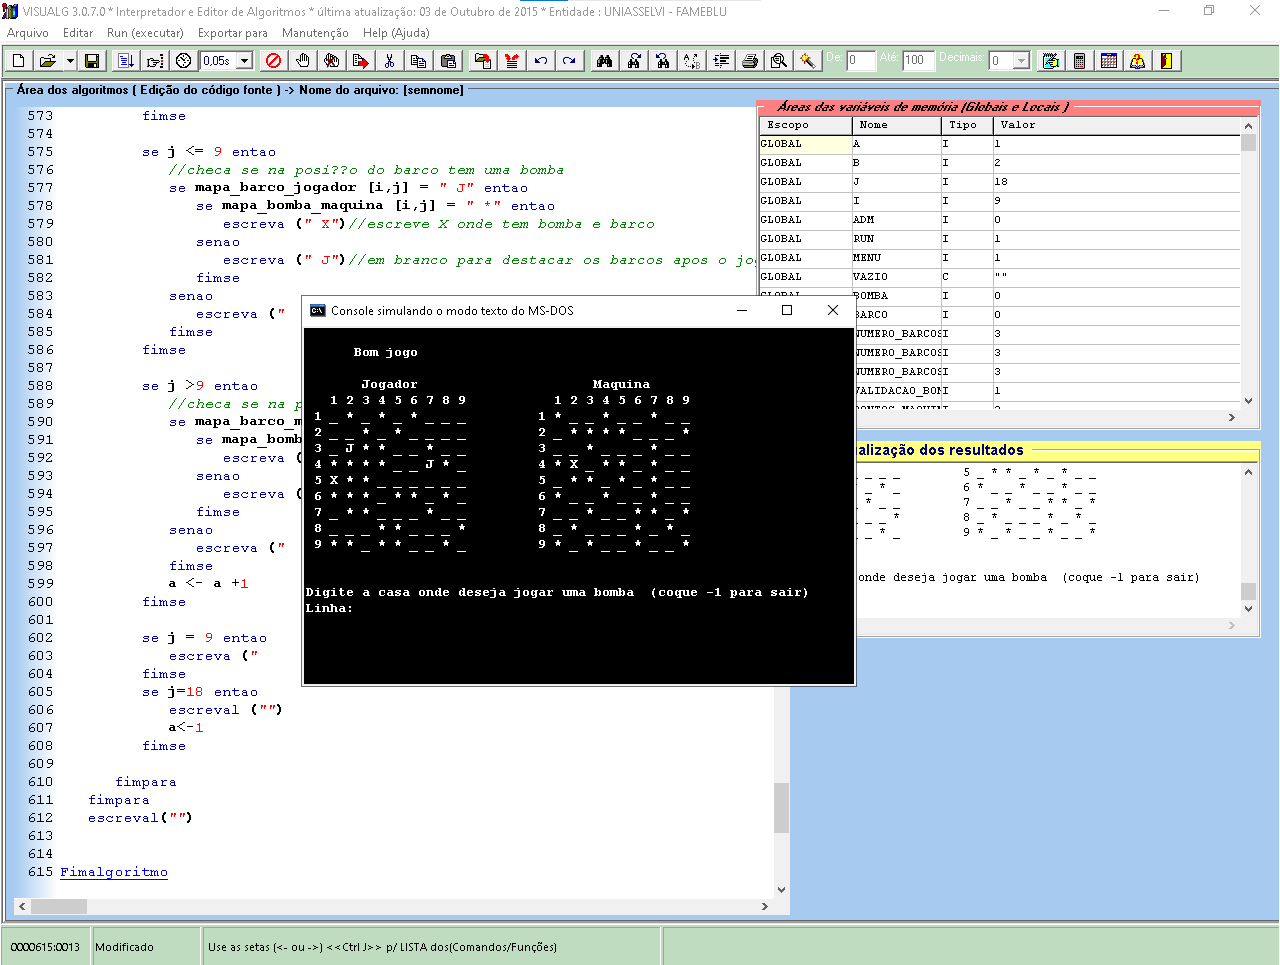 VISUALG 3.0.7.0 * Interpretador e Editor de Algoritmos * última atualização: 03 de Outubro de 2015 * Entidade : UNIASSELVI - FAMEBLU
Arquivo Editar Run (executar) Exportar para Manutenção Help (Ajuda)
0,05s De: 0 Até: 100 Decimais: 0
Área dos algoritmos ( Edição do código fonte ) -> Nome do arquivo: [semnome]
573 fimse
574
575 se j <= 9 entao
576 //checa se na posi??o do barco tem uma bomba
577 se mapa_barco_jogador [i,j] = " J" entao
578 se mapa_bomba_maquina [i,j] = " *" entao
579 escreva (" X")//escreve X onde tem bomba e barco
580 senao
581 escreva (" J")//em branco para destacar os barcos apos o jo
582 fimse
583 senao
584 escreva ("
585 fimse
586 fimse
587
588 se j >9 entao
589 //checa se na p
590 se mapa_barco_m
591 se mapa_bomb
592 escreva (
593 senao
594 escreva (
595 fimse
596 senao
597 escreva ("
598 fimse
599 a <- a +1
600 fimse
601
602 se j = 9 entao
603 escreva ("
604 fimse
605 se j=18 entao
606 escreval ("")
607 a<-1
608 fimse
609
610 fimpara
611 fimpara
612 escreval("")
613
614
615 Fimalgoritmo
Áreas das variáveis de memória (Globais e Locais )
Escopo Nome Tipo Valor
GLOBAL A I 1
GLOBAL B I 2
GLOBAL J I 18
GLOBAL I I 9
GLOBAL ADM I 0
GLOBAL RUN I 1
GLOBAL MENU I 1
GLOBAL VAZIO C ""
BOMBA I 0
BARCO I 0
NUMERO_BARCOS I 3
NUMERO_BARCOS I 3
NUMERO_BARCOS I 3
VALIDACAO_BOM I 1
Console simulando o modo texto do MS-DOS
Bom jogo
Jogador Maquina
1 2 3 4 5 6 7 8 9 1 2 3 4 5 6 7 8 9
1 _ * _ * _ * _ _ _ 1 * _ _ * _ _ * _ _
2 _ _ * _ * _ _ _ _ 2 _ * * * * _ _ _ *
3 _ J * * _ _ * _ _ 3 _ _ * _ _ _ * _ _
4 * * * * _ _ J * _ 4 * X _ * * _ * _ _
5 X * * _ _ _ _ _ _ 5 _ * * _ * _ * _ _
6 * * * _ * * _ * _ 6 * _ _ * _ _ * _ _
7 _ * * _ _ _ * _ _ 7 _ _ * _ _ * * _ *
8 _ _ _ * * _ _ _ * 8 _ * _ _ _ * _ * _
9 * * _ * * _ _ * _ 9 * _ * _ _ * _ _ *
Digite a casa onde deseja jogar uma bomba (coque -1 para sair)
Linha:
alização dos resultados
_ _ _ 5 _ * * _ * _ * _ _
_ * _ 6 * _ _ * _ _ * _ _
* _ _ 7 _ _ * _ _ * * _ *
_ _ * 8 _ * _ _ _ * _ * _
_ * _ 9 * _ * _ _ * _ _ *
onde deseja jogar uma bomba (coque -1 para sair)
0000615:0013 Modificado Use as setas (<- ou ->) <<Ctrl J>> p/ LISTA dos(Comandos/Funções)